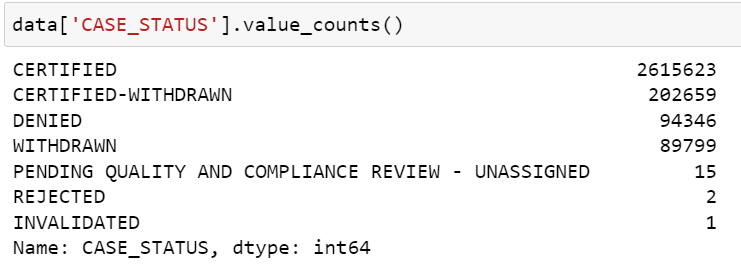 data['CASE_STATUS'].value_counts()
CERTIFIED 2615623
CERTIFIED-WITHDRAWN 202659
DENIED 94346
WITHDRAWN 89799
PENDING QUALITY AND COMPLIANCE REVIEW - UNASSIGNED 15
REJECTED 2
INVALIDATED 1
Name: CASE_STATUS, dtype: int64